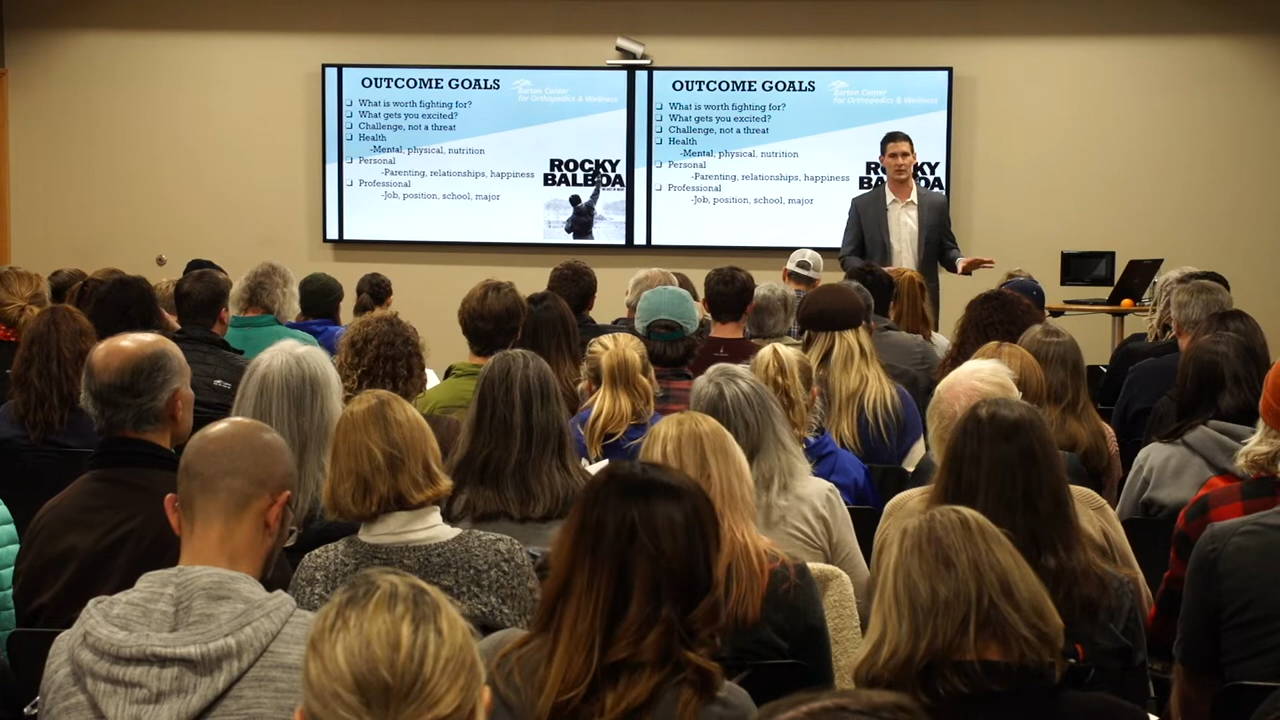 OUTCOME GOALS
Barton Center
for Orthopedics & Wellness
❑ What is worth fighting for?
❑ What gets you excited?
❑ Challenge, not a threat
❑ Health
-Mental, physical, nutrition
❑ Personal
-Parenting, relationships, happiness
❑ Professional
-Job, position, school, major
ROCKY
BALBOA
OUTCOME GOALS
Barton Center
for Orthopedics & Wellness
❑ What is worth fighting for?
❑ What gets you excited?
❑ Challenge, not a threat
❑ Health
-Mental, physical, nutrition
❑ Personal
-Parenting, relationships, happiness
❑ Professional
-Job, position, school, major